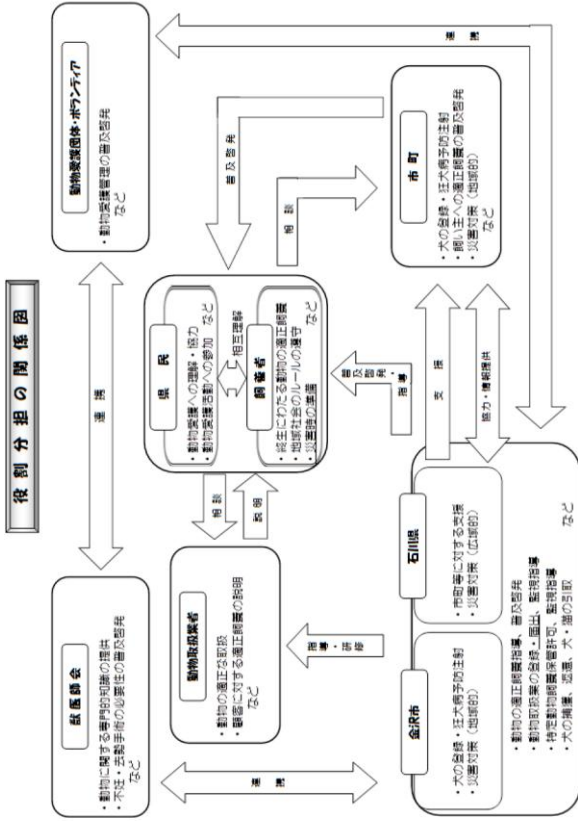 役割分担の関係図
獣医師会
・動物に関する専門的知識の提供
・不妊・去勢手術の必要性の普及啓発
など
連携
動物愛護団体・ボランティア
・動物愛護管理の普及啓発
など
県民
・動物愛護への理解・協力
・動物愛護活動への参加
など
相互理解
飼養者
・終生にわたる動物の適正飼養
・地域社会のルールの遵守
・災害時の準備
など
動物取扱業者
・動物の適正な取扱
・顧客に対する適正飼養の説明
など
相談
説明
普及啓発
相談
市町
・犬の登録・狂犬病予防注射
・飼い主への適正飼養の普及啓発
・災害対策（地域的）
など
連携
指導・研修
普及啓発・
指導
支援
協力・情報提供
連携
金沢市
・犬の登録・狂犬病予防注射
・災害対策（地域的）
石川県
・市町等に対する支援
・災害対策（広域的）
・動物の適正飼養指導、普及啓発
・動物取扱業の登録・届出、監視指導
・特定動物飼養保管許可、監視指導
・犬の捕獲、返還、犬・猫の引取
など